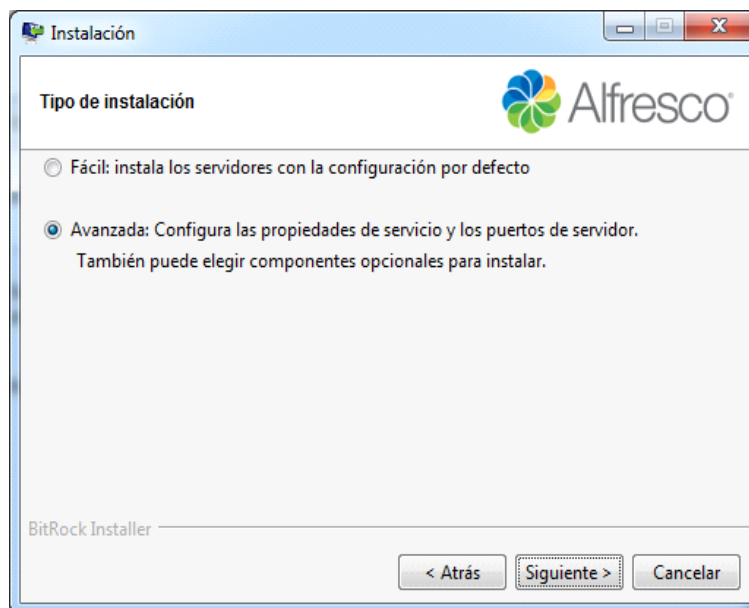 Instalación
Tipo de instalación
Alfresco®
Fácil: instala los servidores con la configuración por defecto
Avanzada: Configura las propiedades de servicio y los puertos de servidor.
También puede elegir componentes opcionales para instalar.
BitRock Installer
< Atrás
Siguiente >
Cancelar